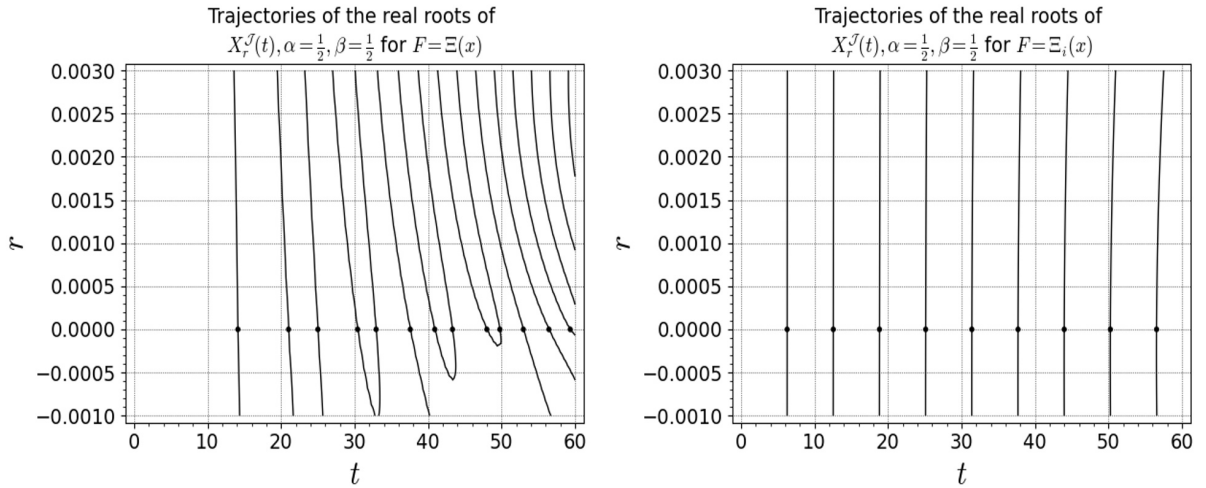 Trajectories of the real roots of
X_r^𝒥(t), α = 1/2, β = 1/2 for F = Ξ(x)
0.0030
0.0025
0.0020
0.0015
0.0010
0.0005
0.0000
−0.0005
−0.0010
r
0 10 20 30 40 50 60
t
Trajectories of the real roots of
X_r^𝒥(t), α = 1/2, β = 1/2 for F = Ξ_i(x)
0.0030
0.0025
0.0020
0.0015
0.0010
0.0005
0.0000
−0.0005
−0.0010
r
0 10 20 30 40 50 60
t